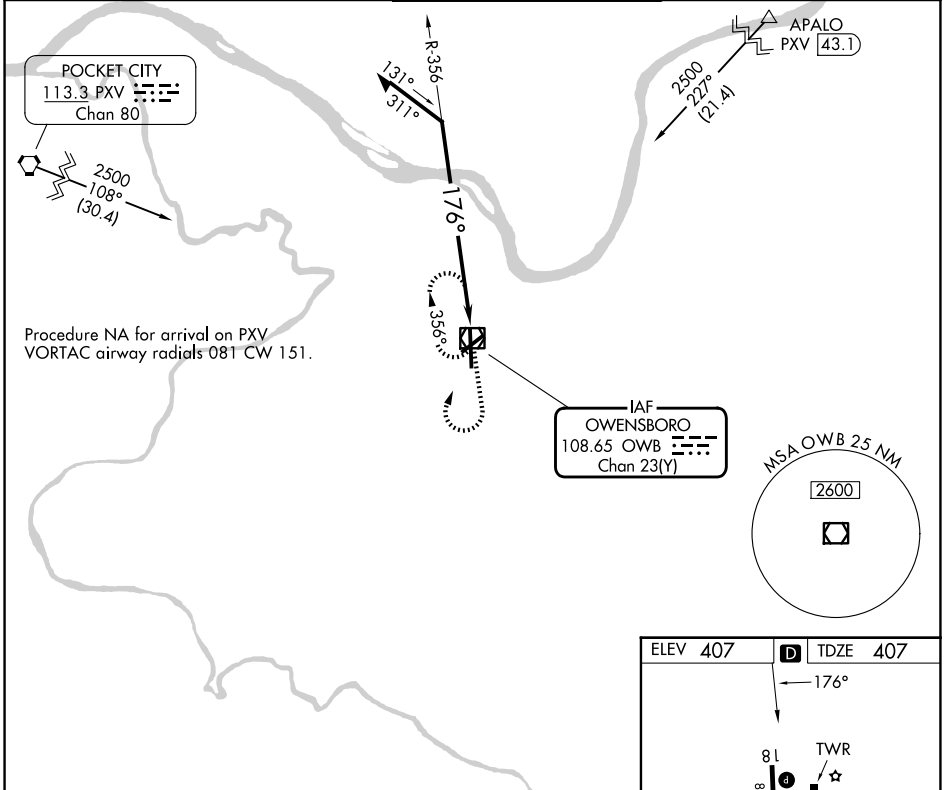 POCKET CITY
113.3 PXV
Chan 80
2500
108°
(30.4)
R-356
131°
311°
176°
356°
APALO
PXV 43.1
2500
227°
(21.4)
Procedure NA for arrival on PXV
VORTAC airway radials 081 CW 151.
IAF
OWENSBORO
108.65 OWB
Chan 23(Y)
MSA OWB 25 NM
2600
ELEV 407 D TDZE 407
176°
18
TWR
P
8